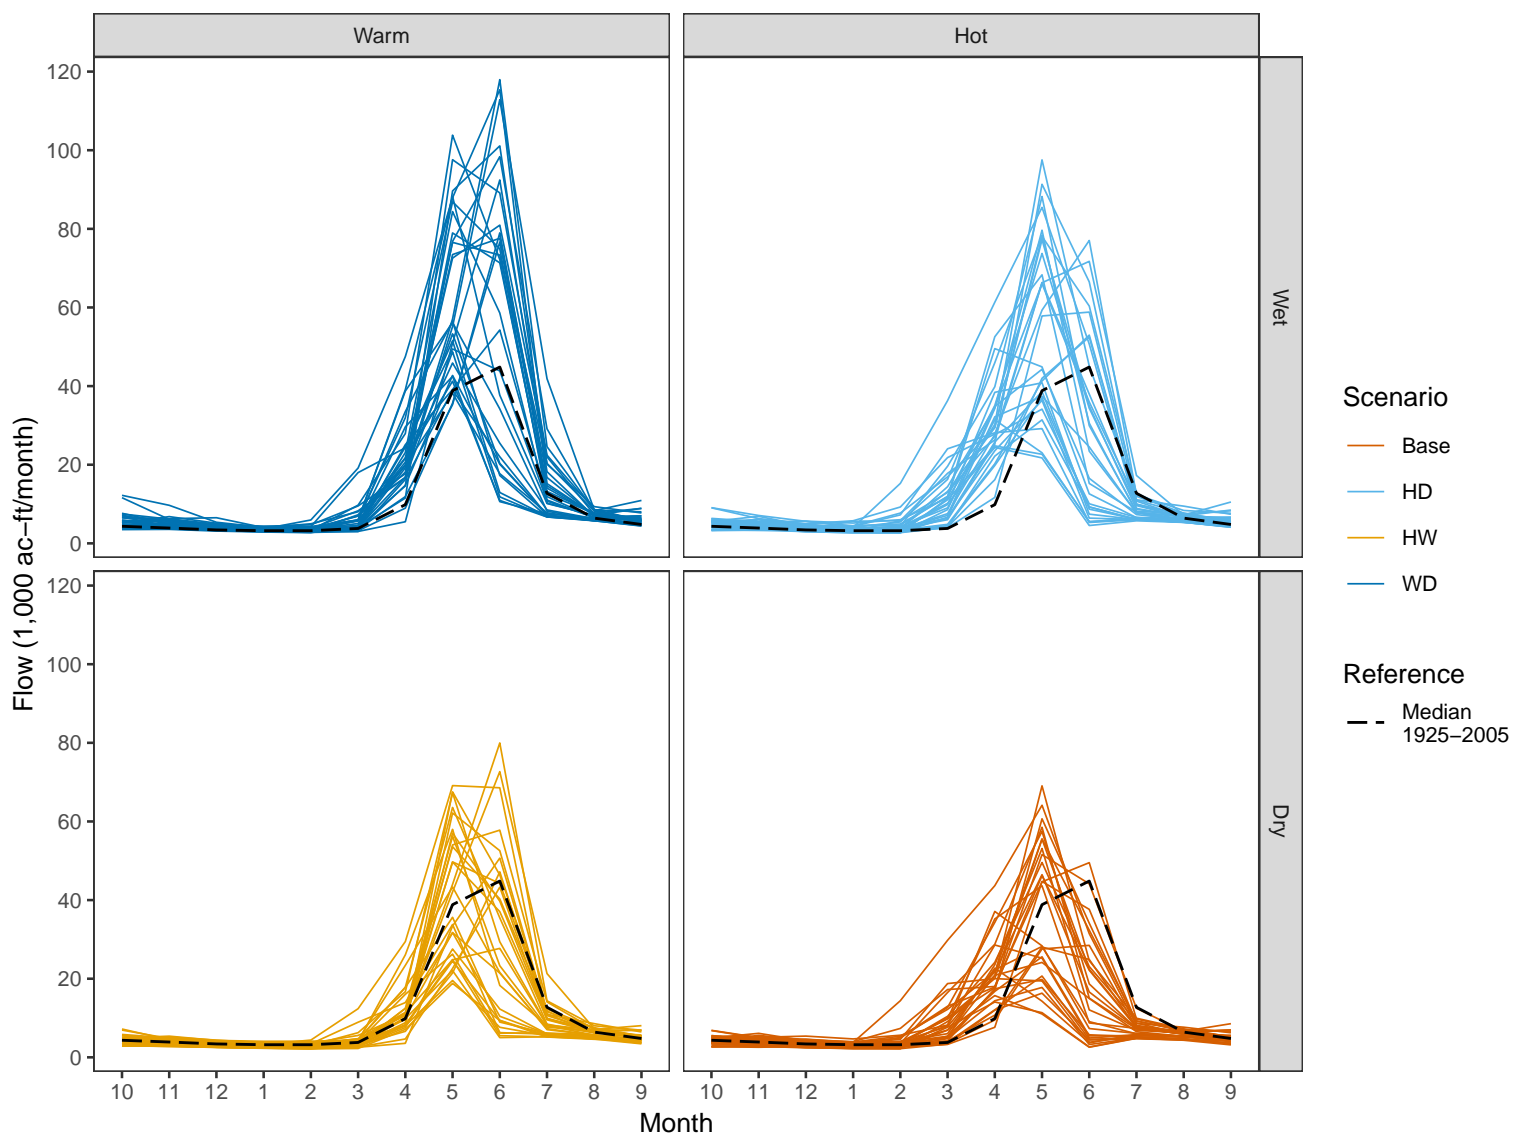 Warm
Hot
Wet
Dry
Flow (1,000 ac−ft/month)
120
100
80
60
40
20
0
120
100
80
60
40
20
0
10 11 12 1 2 3 4 5 6 7 8 9
10 11 12 1 2 3 4 5 6 7 8 9
Month
Scenario
Base
HD
HW
WD
Reference
Median
1925−2005